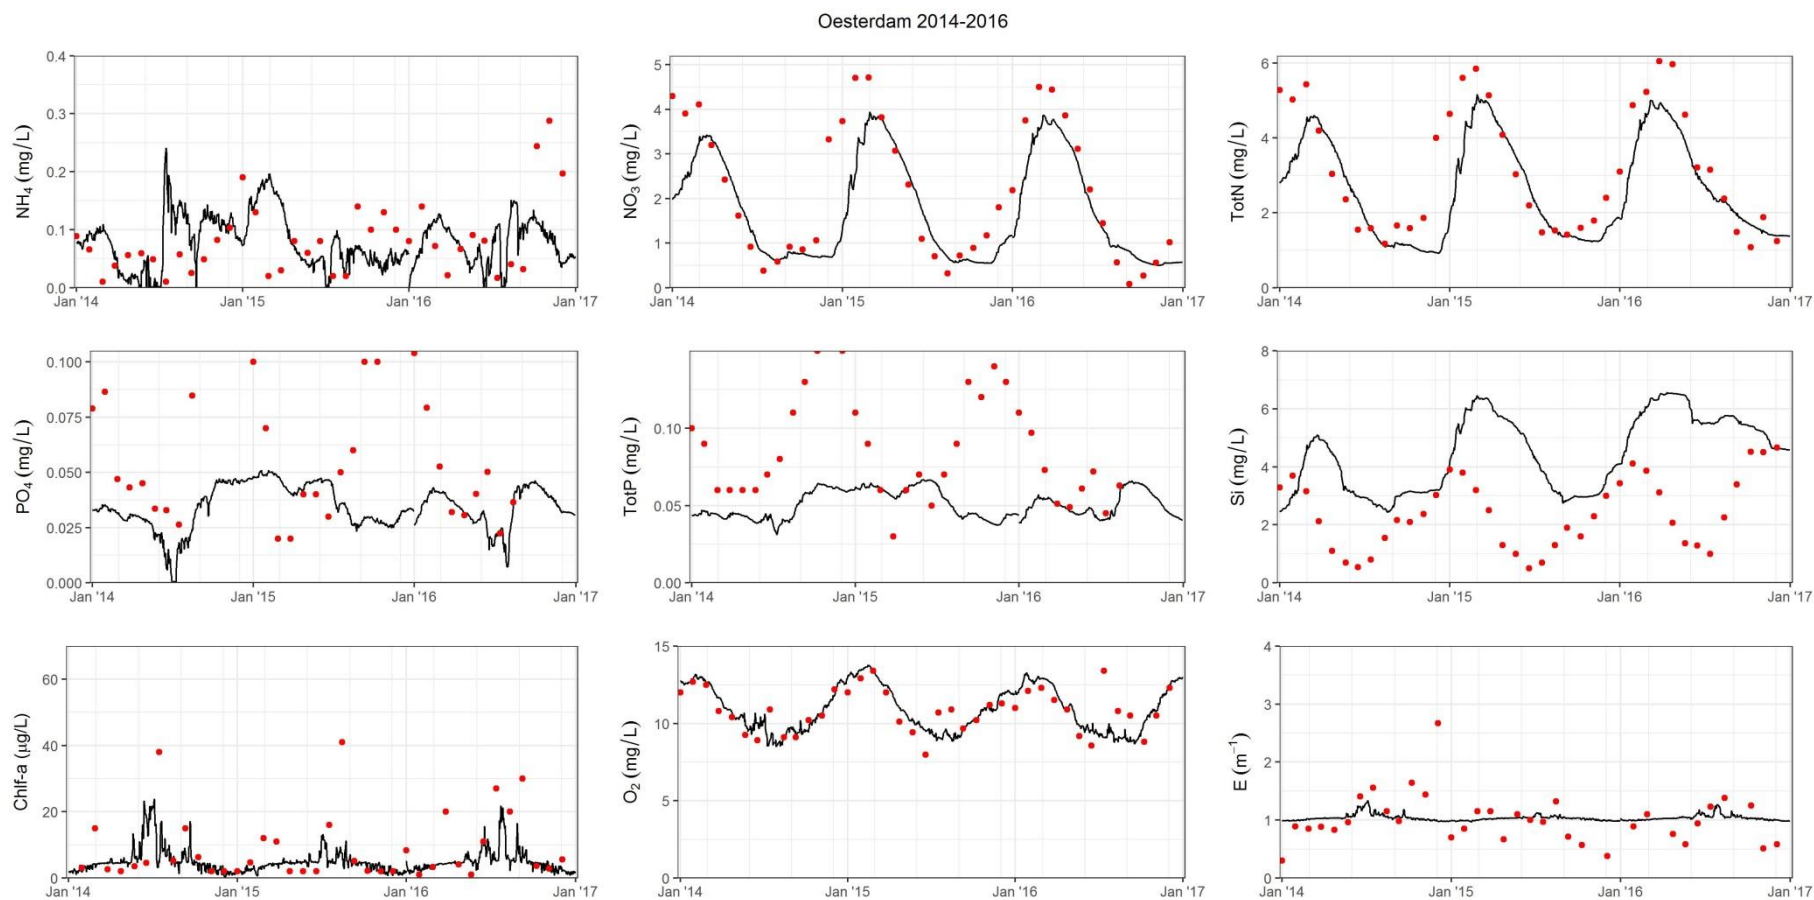 Oesterdam 2014-2016
NH₄ (mg/L)
0.4
0.3
0.2
0.1
0.0
Jan '14 Jan '15 Jan '16 Jan '17
NO₃ (mg/L)
5
4
3
2
1
0
Jan '14 Jan '15 Jan '16 Jan '17
TotN (mg/L)
6
4
2
0
Jan '14 Jan '15 Jan '16 Jan '17
PO₄ (mg/L)
0.100
0.075
0.050
0.025
0.000
Jan '14 Jan '15 Jan '16 Jan '17
TotP (mg/L)
0.10
0.05
0.00
Jan '14 Jan '15 Jan '16 Jan '17
Si (mg/L)
8
6
4
2
0
Jan '14 Jan '15 Jan '16 Jan '17
Chlf-a (µg/L)
60
40
20
0
Jan '14 Jan '15 Jan '16 Jan '17
O₂ (mg/L)
15
10
5
0
Jan '14 Jan '15 Jan '16 Jan '17
E (m⁻¹)
4
3
2
1
0
Jan '14 Jan '15 Jan '16 Jan '17